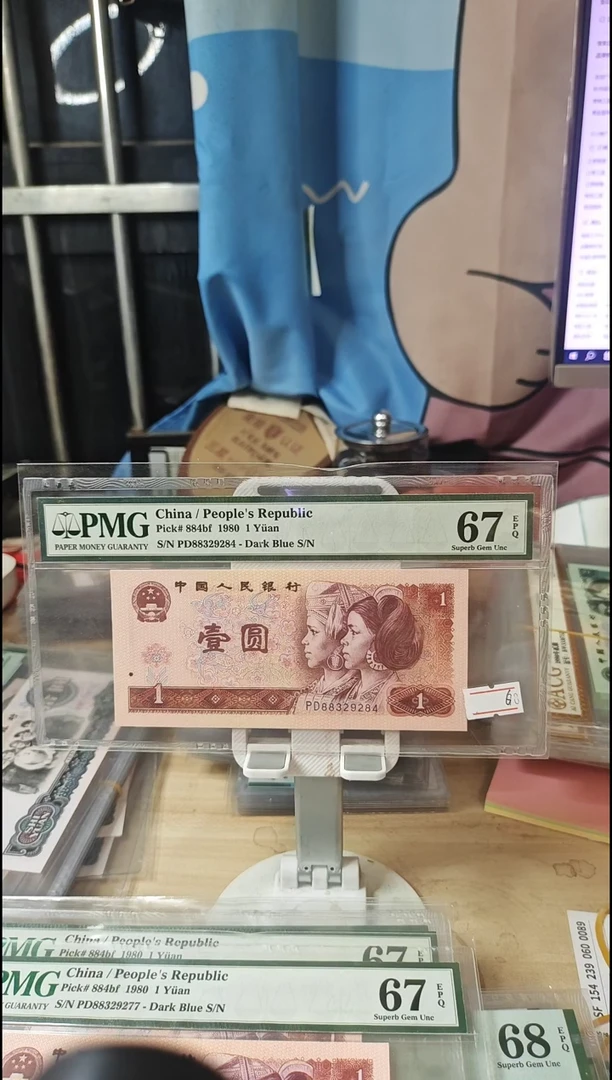 PMG
PAPER MONEY GUARANTY
China / People's Republic
Pick# 884bf 1980 1 Yüan
S/N PD88329284 - Dark Blue S/N
67
EPQ
Superb Gem Unc
中国人民银行
壹圆
1
1
PD88329284
1
ACG
MG
China / People's Republic
Pick# 884bf 1980 1 Yüan
67
PMG
GUARANTY
China / People's Republic
Pick# 884bf 1980 1 Yüan
S/N PD88329277 - Dark Blue S/N
67
EPQ
Superb Gem Unc
68
EPQ
Superb Gem Unc
SF 154 239 060 0089